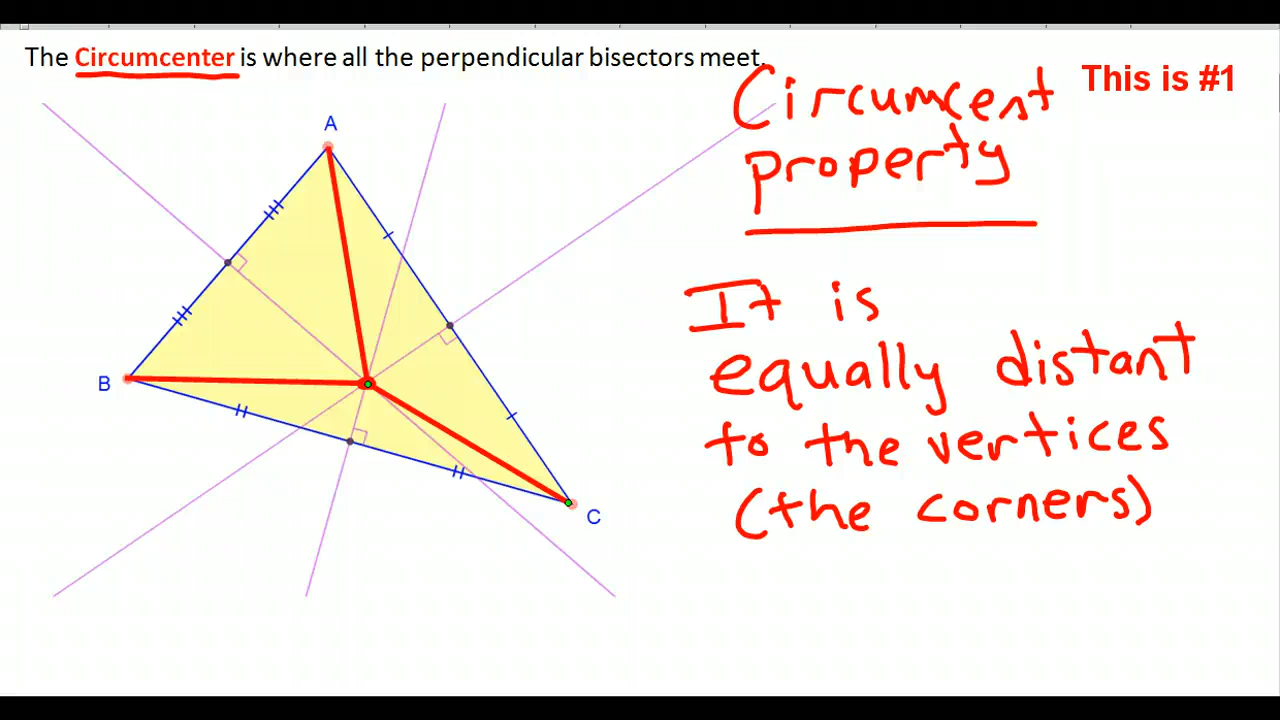 The Circumcenter is where all the perpendicular bisectors meet.
This is #1
Circumcent
property
It is
equally distant
to the vertices
(the corners)
A
B
C